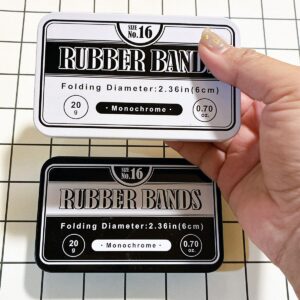 SIZE
No.16
RUBBER BANDS
Folding Diameter:2.36in(6cm)
20
g
· Monochrome ·
0.70
oz.
SIZE
No.16
RUBBER BANDS
Folding Diameter:2.36in(6cm)
20
g
· Monochrome ·
0.70
oz.